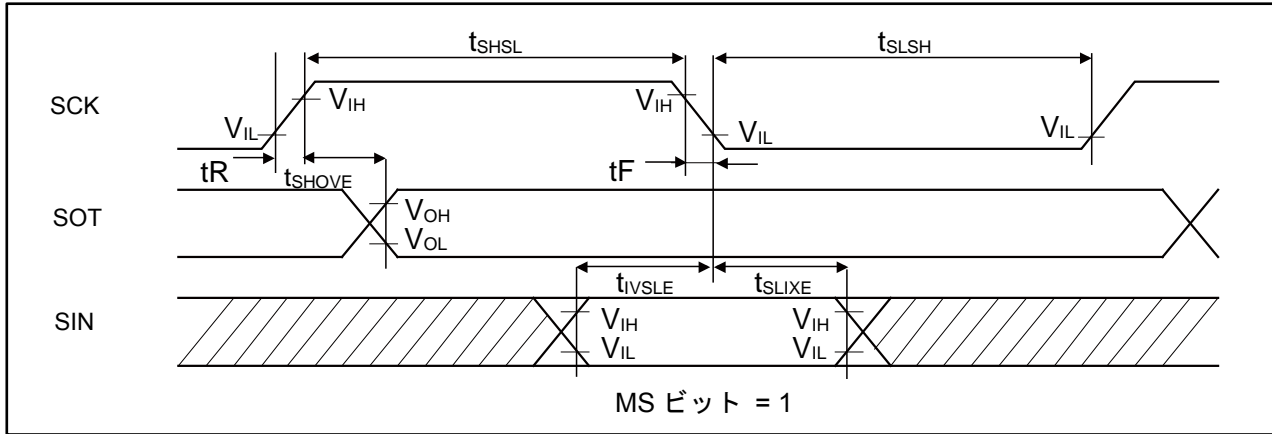 tSHSL tSLSH
SCK VIH VIH
VIL VIL VIL
tR tSHOVE tF
SOT VOH
VOL
tIVSLE tSLIXE
SIN VIH VIH
VIL VIL
MS ビット = 1